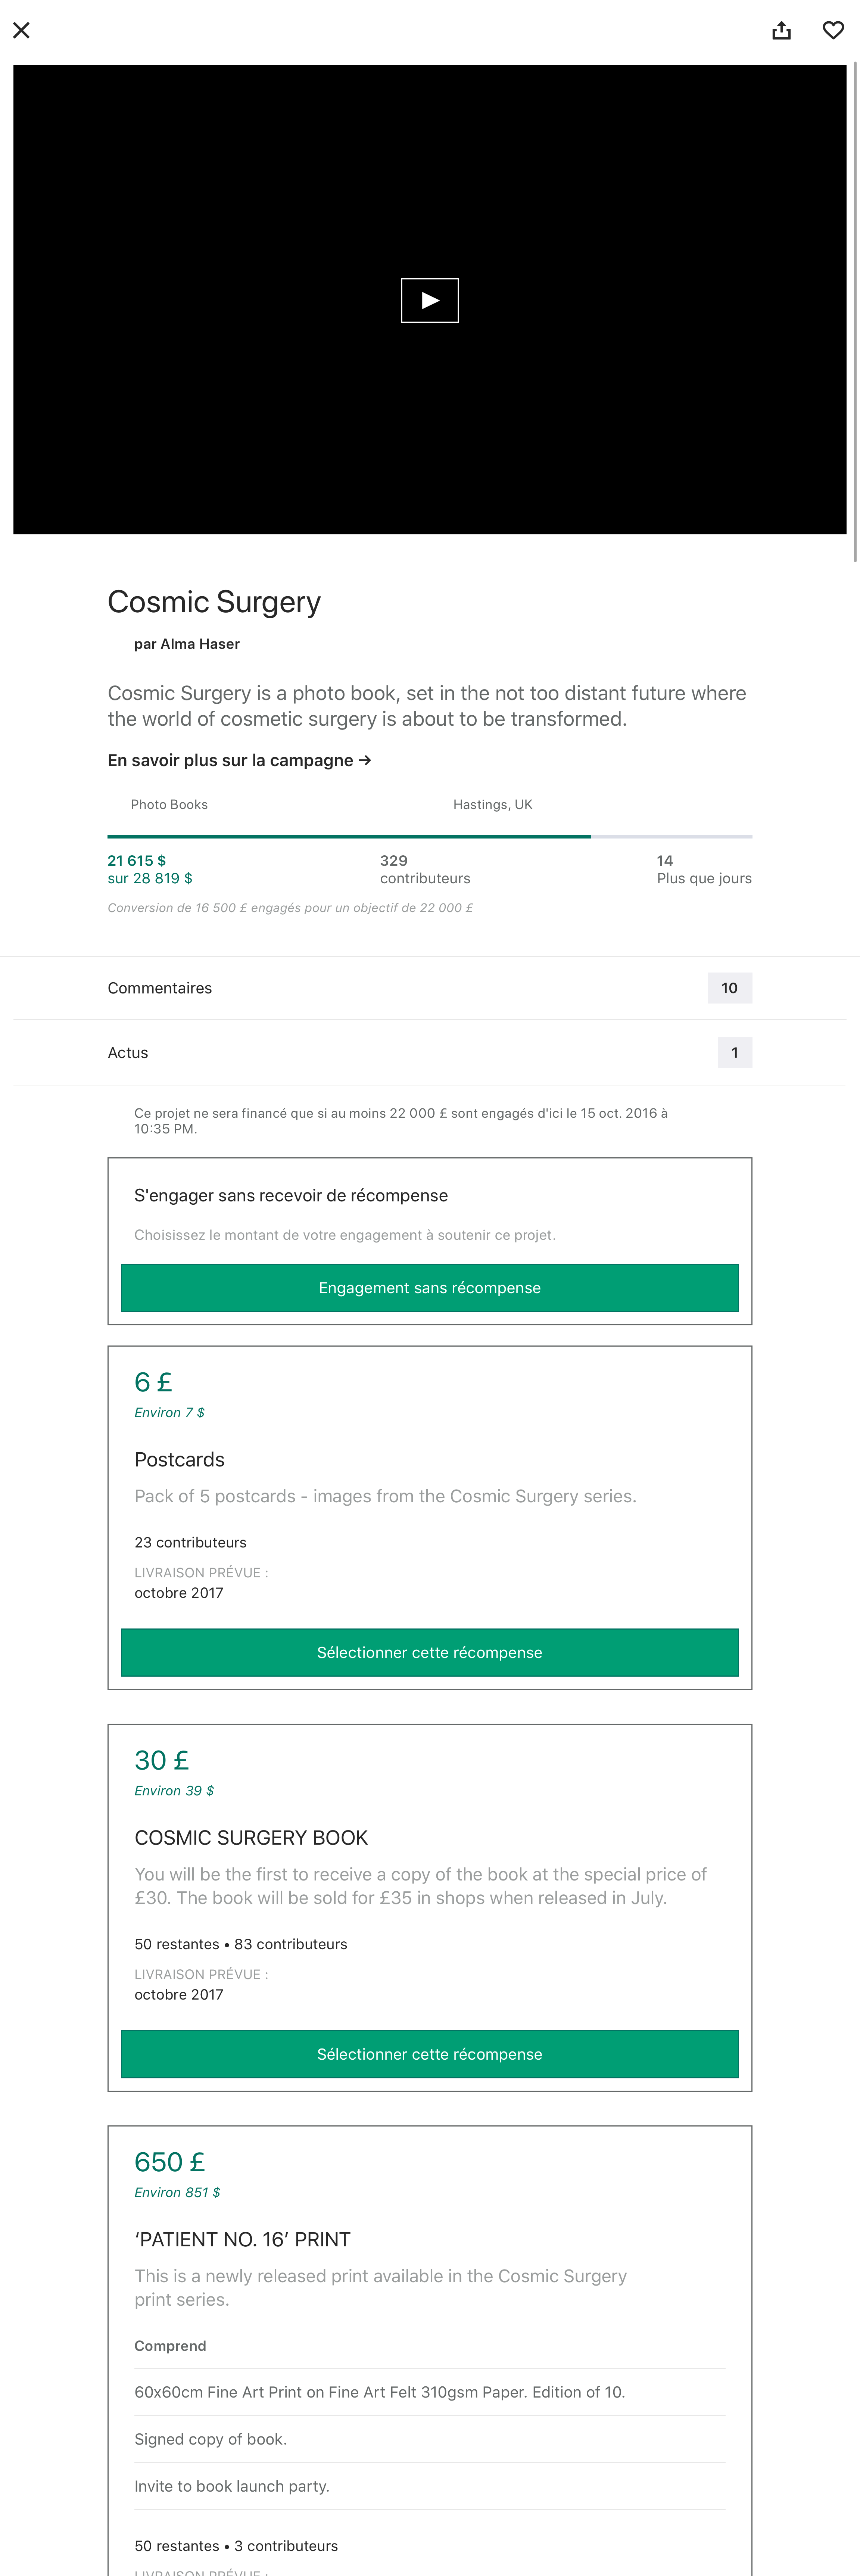 Cosmic Surgery
par Alma Haser
Cosmic Surgery is a photo book, set in the not too distant future where
the world of cosmetic surgery is about to be transformed.
En savoir plus sur la campagne →
Photo Books
Hastings, UK
21 615 $
sur 28 819 $
329
contributeurs
14
Plus que jours
Conversion de 16 500 £ engagés pour un objectif de 22 000 £
Commentaires
10
Actus
1
Ce projet ne sera financé que si au moins 22 000 £ sont engagés d'ici le 15 oct. 2016 à
10:35 PM.
S'engager sans recevoir de récompense
Choisissez le montant de votre engagement à soutenir ce projet.
Engagement sans récompense
6 £
Environ 7 $
Postcards
Pack of 5 postcards - images from the Cosmic Surgery series.
23 contributeurs
LIVRAISON PRÉVUE :
octobre 2017
Sélectionner cette récompense
30 £
Environ 39 $
COSMIC SURGERY BOOK
You will be the first to receive a copy of the book at the special price of
£30. The book will be sold for £35 in shops when released in July.
50 restantes • 83 contributeurs
LIVRAISON PRÉVUE :
octobre 2017
Sélectionner cette récompense
650 £
Environ 851 $
‘PATIENT NO. 16’ PRINT
This is a newly released print available in the Cosmic Surgery
print series.
Comprend
60x60cm Fine Art Print on Fine Art Felt 310gsm Paper. Edition of 10.
Signed copy of book.
Invite to book launch party.
50 restantes • 3 contributeurs
LIVRAISON PRÉVUE :